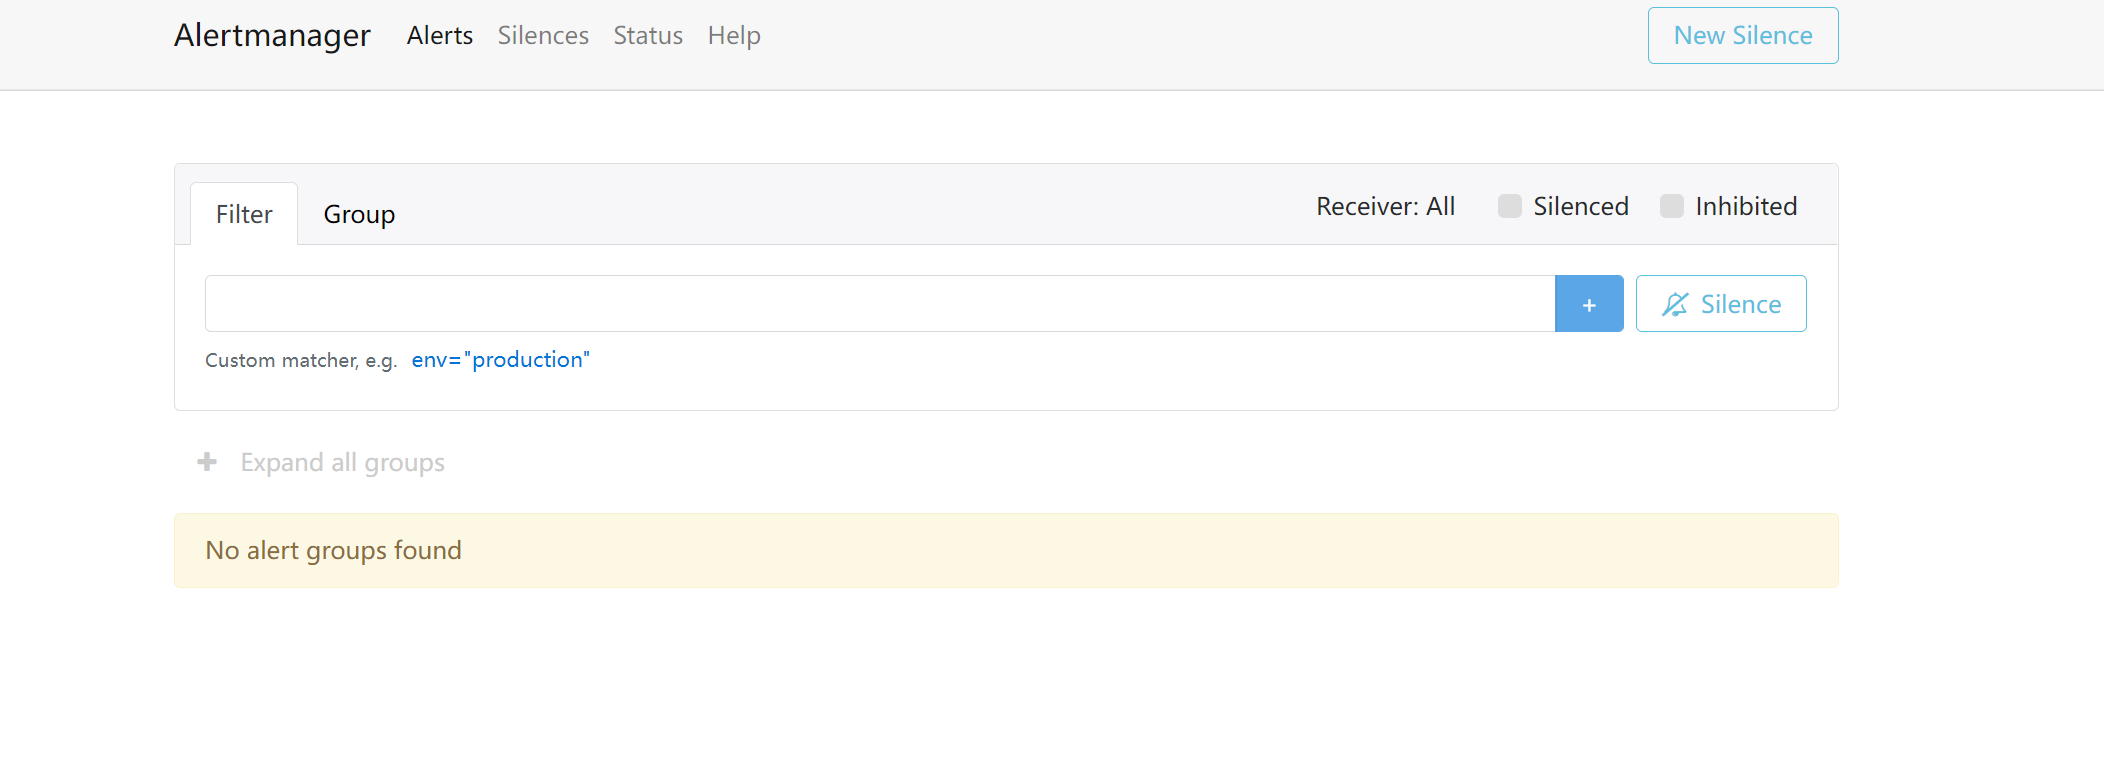 Alertmanager Alerts Silences Status Help New Silence
Filter Group Receiver: All Silenced Inhibited
+ Silence
Custom matcher, e.g. env="production"
+ Expand all groups
No alert groups found